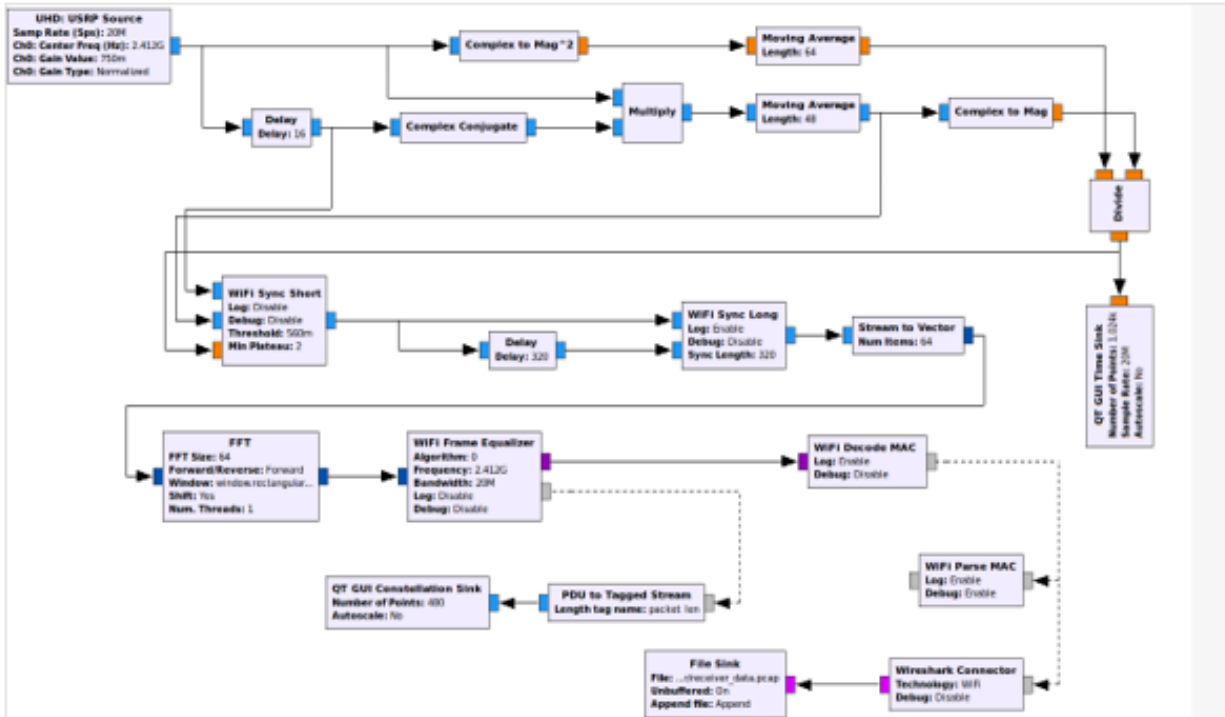 UHD: USRP Source
Samp Rate (Sps): 20M
Ch0: Center Freq (Hz): 2.412G
Ch0: Gain Value: 750m
Ch0: Gain Type: Normalized
Complex to Mag^2
Moving Average
Length: 64
Delay
Delay: 16
Complex Conjugate
Multiply
Moving Average
Length: 48
Complex to Mag
Divide
WiFi Sync Short
Log: Disable
Debug: Disable
Threshold: 560m
Min Plateau: 2
Delay
Delay: 320
WiFi Sync Long
Log: Enable
Debug: Disable
Sync Length: 320
Stream to Vector
Num Items: 64
QT GUI Time Sink
Number of Points: 1.024k
Sample Rate: 20M
Autoscale: No
FFT
FFT Size: 64
Forward/Reverse: Forward
Window: window.rectangular...
Shift: Yes
Num. Threads: 1
WiFi Frame Equalizer
Algorithm: 0
Frequency: 2.412G
Bandwidth: 20M
Log: Disable
Debug: Disable
WiFi Decode MAC
Log: Enable
Debug: Disable
WiFi Parse MAC
Log: Enable
Debug: Enable
QT GUI Constellation Sink
Number of Points: 480
Autoscale: No
PDU to Tagged Stream
Length tag name: packet_len
File Sink
File: ...dreceiver_data.pcap
Unbuffered: On
Append file: Append
Wireshark Connector
Technology: WiFi
Debug: Disable